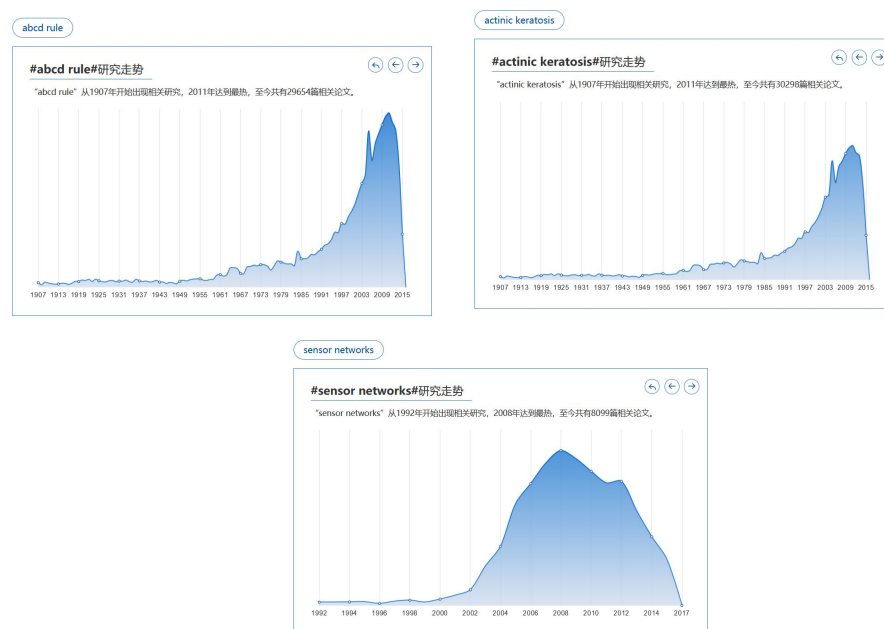 abcd rule
#abcd rule#研究走势
“abcd rule”从1907年开始出现相关研究，2011年达到最热，至今共有29654篇相关论文。
1907 1913 1919 1925 1931 1937 1943 1949 1955 1961 1967 1973 1979 1985 1991 1997 2003 2009 2015
actinic keratosis
#actinic keratosis#研究走势
“actinic keratosis”从1907年开始出现相关研究，2011年达到最热，至今共有30298篇相关论文。
1907 1913 1919 1925 1931 1937 1943 1949 1955 1961 1967 1973 1979 1985 1991 1997 2003 2009 2015
sensor networks
#sensor networks#研究走势
“sensor networks”从1992年开始出现相关研究，2008年达到最热，至今共有8099篇相关论文。
1992 1994 1996 1998 2000 2002 2004 2006 2008 2010 2012 2014 2017